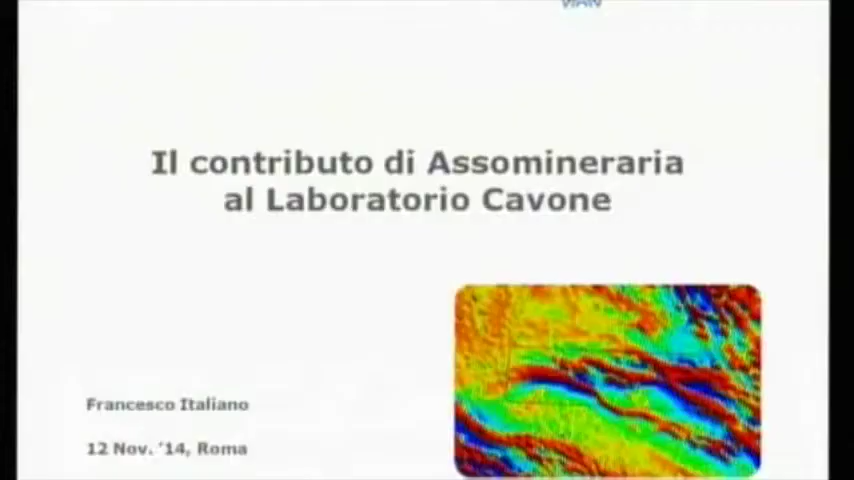 Il contributo di Assomineraria
al Laboratorio Cavone
Francesco Italiano
12 Nov. '14, Roma